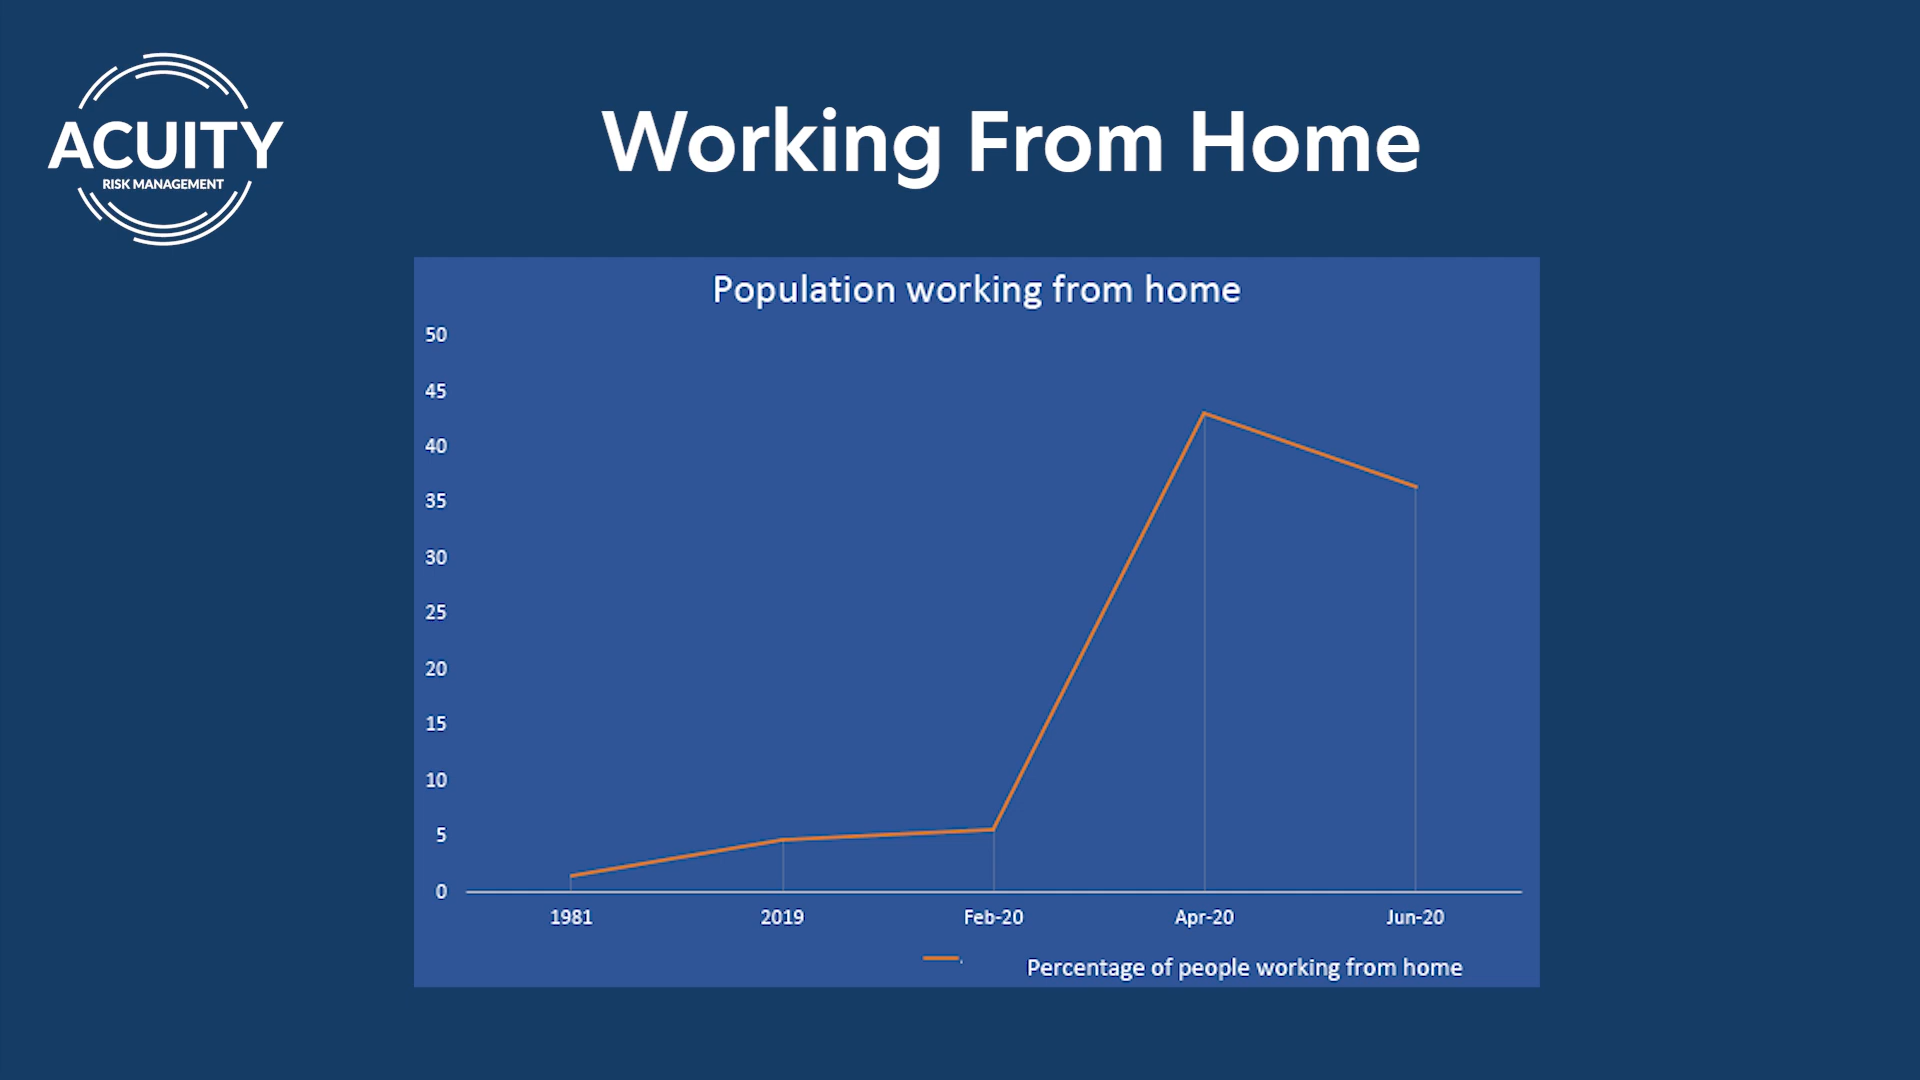 ACUITY
RISK MANAGEMENT
Working From Home
Population working from home
50
45
40
35
30
25
20
15
10
5
0
1981 2019 Feb-20 Apr-20 Jun-20
. Percentage of people working from home